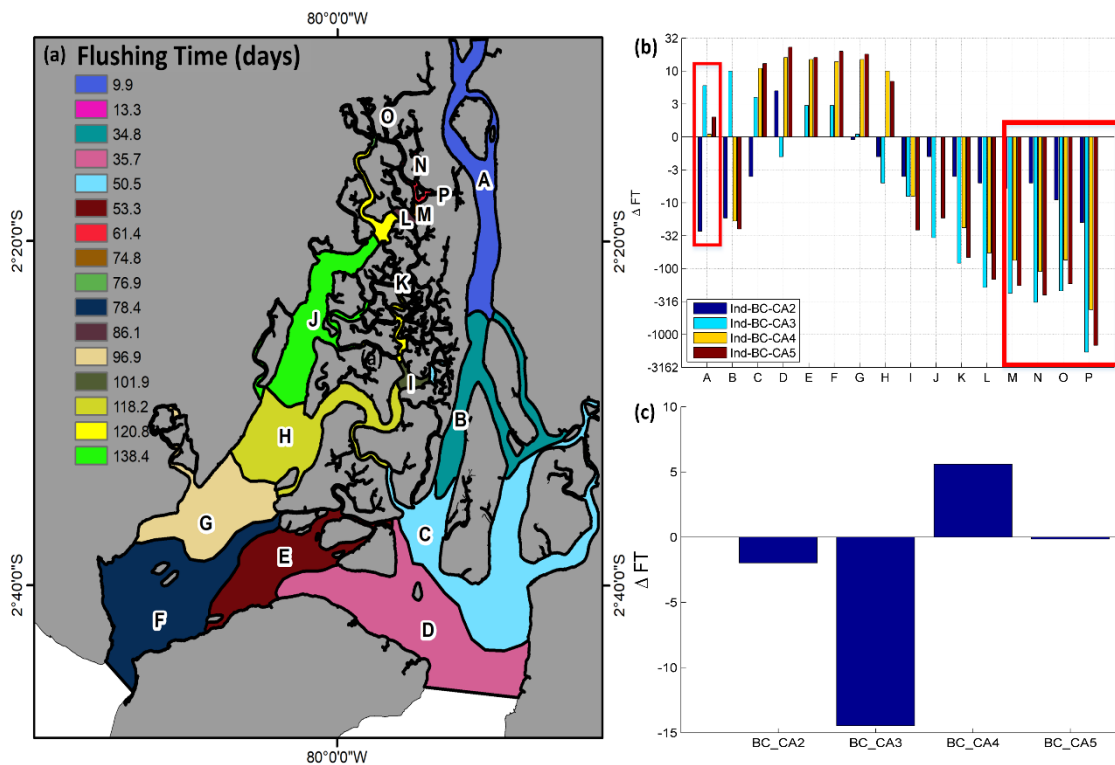 80°0'0"W
(a) Flushing Time (days)
9.9
13.3
34.8
35.7
50.5
53.3
61.4
74.8
76.9
78.4
86.1
96.9
101.9
118.2
120.8
138.4
O
N
A
P
L M
K
J
(a)
I
B
H
C
G
E
F
D
2°20'0"S
2°20'0"S
2°40'0"S
2°40'0"S
80°0'0"W
(b)
Δ FT
32
10
3
0
-3
-10
-32
-100
-316
-1000
-3162
Ind-BC-CA2
Ind-BC-CA3
Ind-BC-CA4
Ind-BC-CA5
A B C D E F G H I J K L M N O P
(c)
Δ FT
10
5
0
-5
-10
-15
BC_CA2 BC_CA3 BC_CA4 BC_CA5